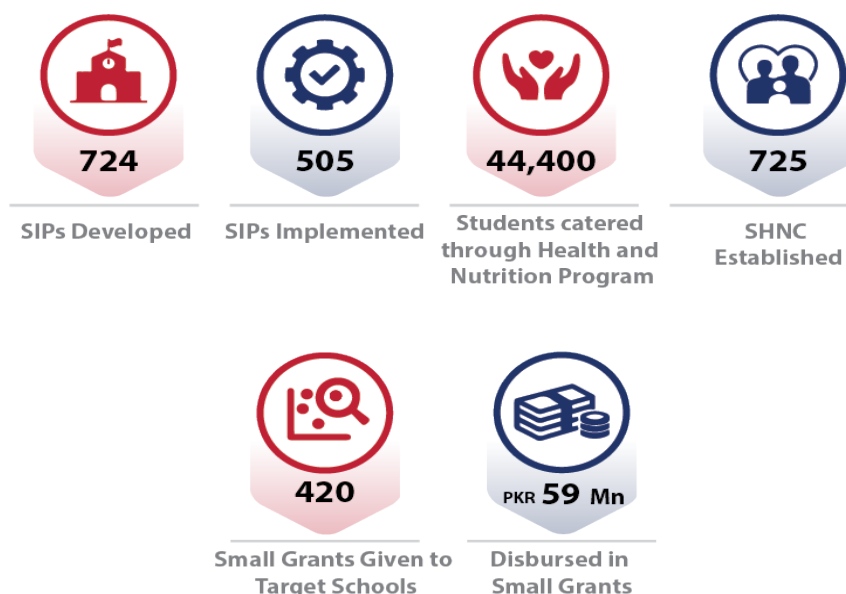 724
505
44,400
725
SIPs Developed
SIPs Implemented
Students catered
through Health and
Nutrition Program
SHNC
Established
420
PKR 59 Mn
Small Grants Given to
Target Schools
Disbursed in
Small Grants